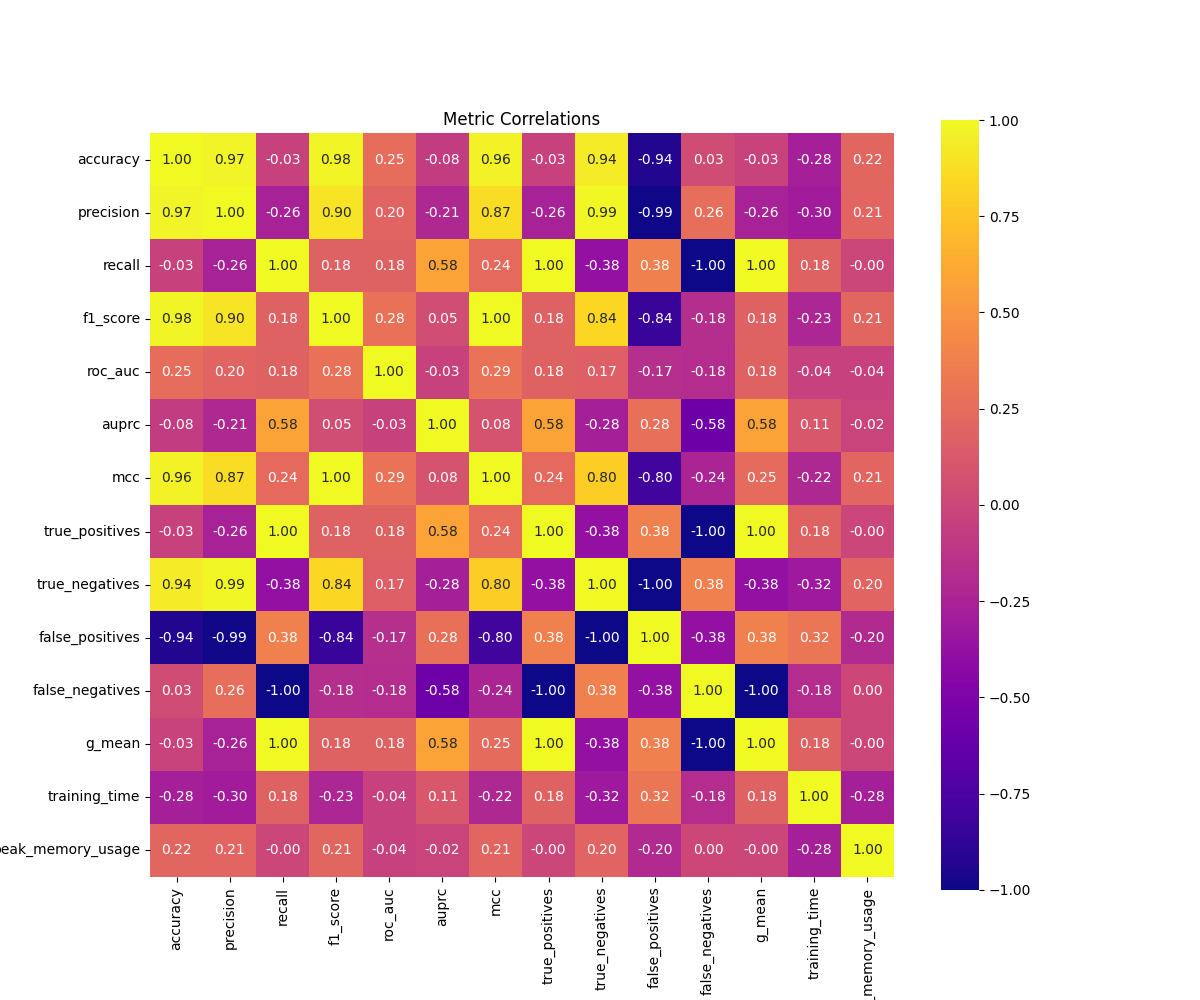 Metric Correlations
accuracy 1.00 0.97 -0.03 0.98 0.25 -0.08 0.96 -0.03 0.94 -0.94 0.03 -0.03 -0.28 0.22
precision 0.97 1.00 -0.26 0.90 0.20 -0.21 0.87 -0.26 0.99 -0.99 0.26 -0.26 -0.30 0.21
recall -0.03 -0.26 1.00 0.18 0.18 0.58 0.24 1.00 -0.38 0.38 -1.00 1.00 0.18 -0.00
f1_score 0.98 0.90 0.18 1.00 0.28 0.05 1.00 0.18 0.84 -0.84 -0.18 0.18 -0.23 0.21
roc_auc 0.25 0.20 0.18 0.28 1.00 -0.03 0.29 0.18 0.17 -0.17 -0.18 0.18 -0.04 -0.04
auprc -0.08 -0.21 0.58 0.05 -0.03 1.00 0.08 0.58 -0.28 0.28 -0.58 0.58 0.11 -0.02
mcc 0.96 0.87 0.24 1.00 0.29 0.08 1.00 0.24 0.80 -0.80 -0.24 0.25 -0.22 0.21
true_positives -0.03 -0.26 1.00 0.18 0.18 0.58 0.24 1.00 -0.38 0.38 -1.00 1.00 0.18 -0.00
true_negatives 0.94 0.99 -0.38 0.84 0.17 -0.28 0.80 -0.38 1.00 -1.00 0.38 -0.38 -0.32 0.20
false_positives -0.94 -0.99 0.38 -0.84 -0.17 0.28 -0.80 0.38 -1.00 1.00 -0.38 0.38 0.32 -0.20
false_negatives 0.03 0.26 -1.00 -0.18 -0.18 -0.58 -0.24 -1.00 0.38 -0.38 1.00 -1.00 -0.18 0.00
g_mean -0.03 -0.26 1.00 0.18 0.18 0.58 0.25 1.00 -0.38 0.38 -1.00 1.00 0.18 -0.00
training_time -0.28 -0.30 0.18 -0.23 -0.04 0.11 -0.22 0.18 -0.32 0.32 -0.18 0.18 1.00 -0.28
eak_memory_usage 0.22 0.21 -0.00 0.21 -0.04 -0.02 0.21 -0.00 0.20 -0.20 0.00 -0.00 -0.28 1.00
accuracy
precision
recall
f1_score
roc_auc
auprc
mcc
true_positives
true_negatives
false_positives
false_negatives
g_mean
training_time
_memory_usage
1.00
0.75
0.50
0.25
0.00
−0.25
−0.50
−0.75
−1.00